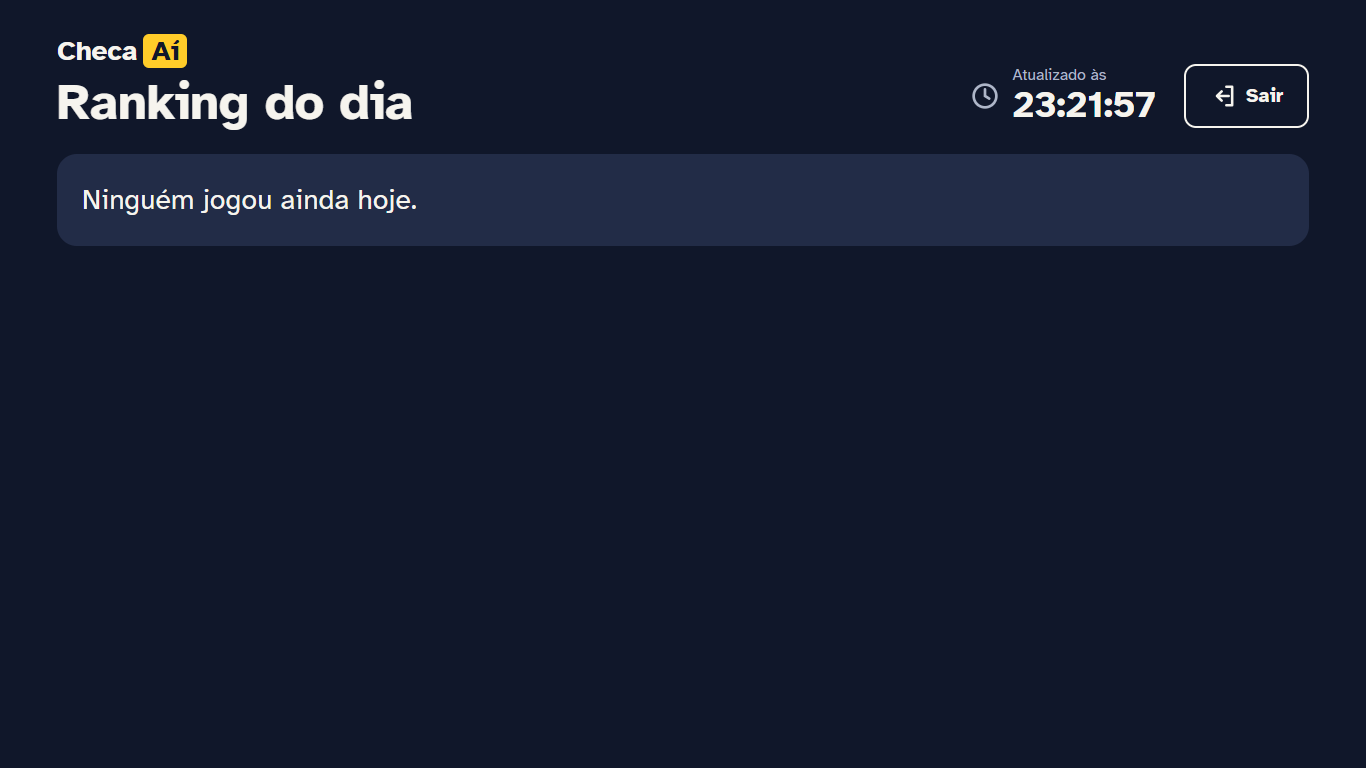 Checa Aí
Ranking do dia
Atualizado às
23:21:57
Sair
Ninguém jogou ainda hoje.